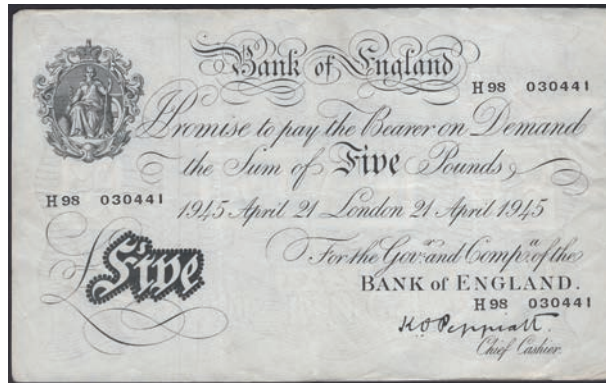 Bank of England
H98 030441
I Promise to pay the Bearer on Demand
the Sum of Five Pounds
H98 030441
1945 April 21 London 21 April 1945
Five
For the Gov.r and Comp.a of the
BANK of ENGLAND.
H98 030441
K O Peppiatt.
Chief Cashier.